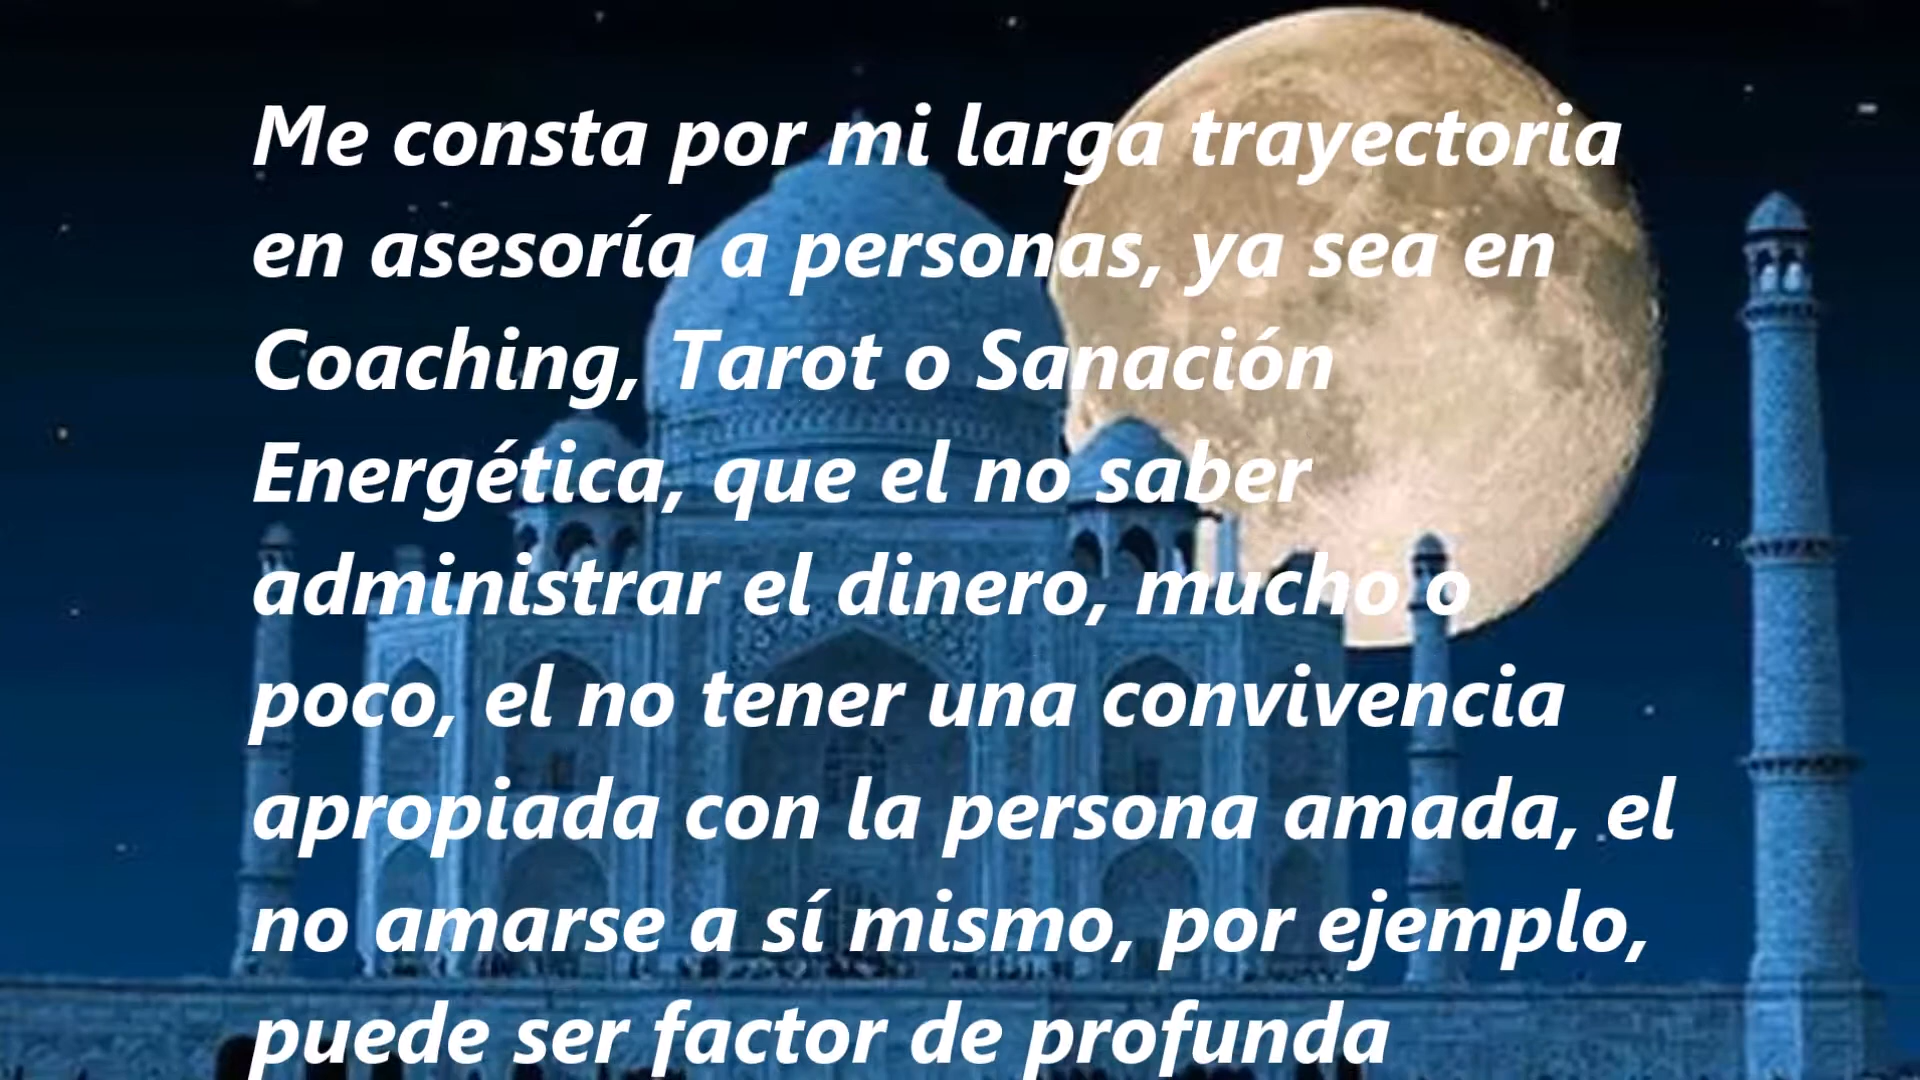 Me consta por mi larga trayectoria
en asesoría a personas, ya sea en
Coaching, Tarot o Sanación
Energética, que el no saber
administrar el dinero, mucho o
poco, el no tener una convivencia
apropiada con la persona amada, el
no amarse a sí mismo, por ejemplo,
puede ser factor de profunda